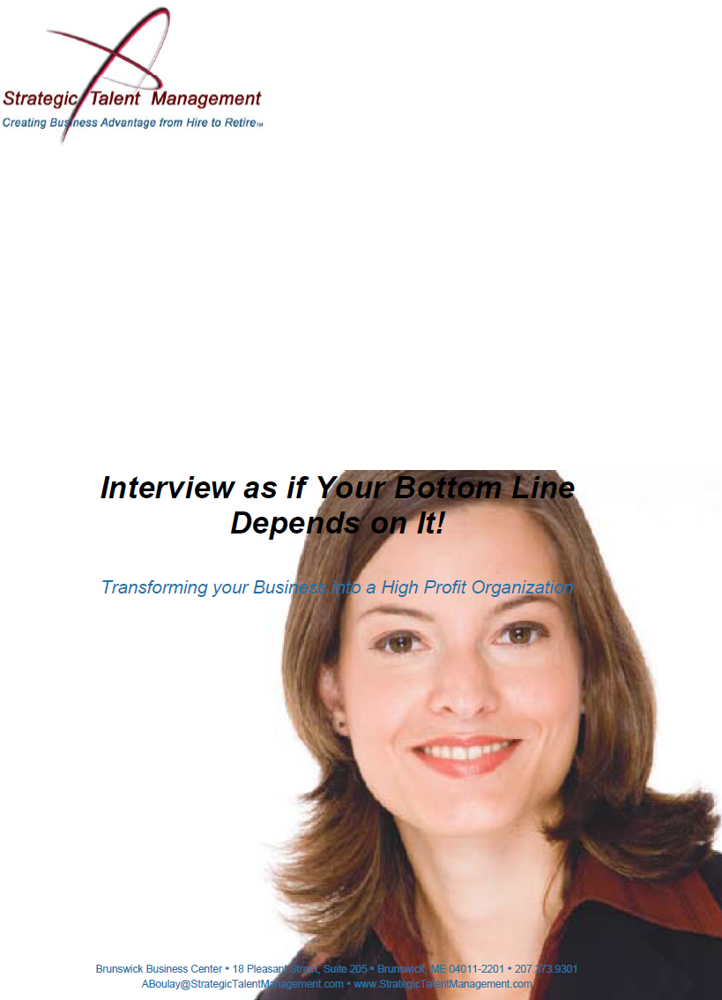 Strategic Talent Management
Creating Business Advantage from Hire to Retire™
Interview as if Your Bottom Line
Depends on It!
Transforming your Business into a High Profit Organization
Brunswick Business Center • 18 Pleasant Street, Suite 205 • Brunswick, ME 04011-2201 • 207.373.9301
ABoulay@StrategicTalentManagement.com • www.StrategicTalentManagement.com